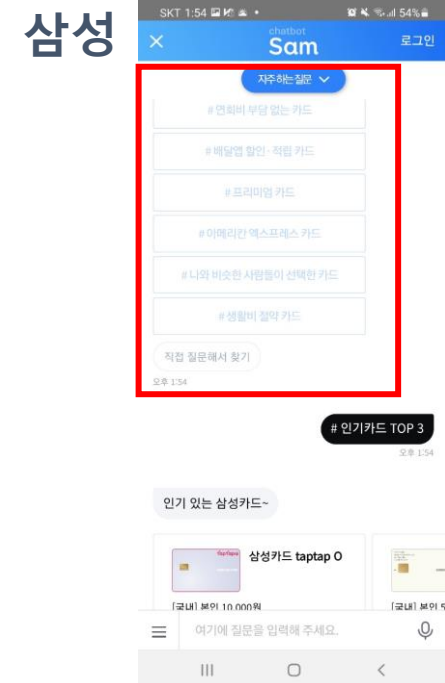 삼성
SKT 1:54
54%
chatbot
Sam
로그인
자주하는질문
# 연회비 부담 없는 카드
# 배달앱 할인·적립 카드
# 프리미엄 카드
# 아메리칸 엑스프레스 카드
# 나와 비슷한 사람들이 선택한 카드
# 생활비 절약 카드
직접 질문해서 찾기
오후 1:54
# 인기카드 TOP 3
오후 1:54
인기 있는 삼성카드~
taptap
삼성카드 taptap O
[국내] 본인 10,000원
[국내] 본인 5
여기에 질문을 입력해 주세요.